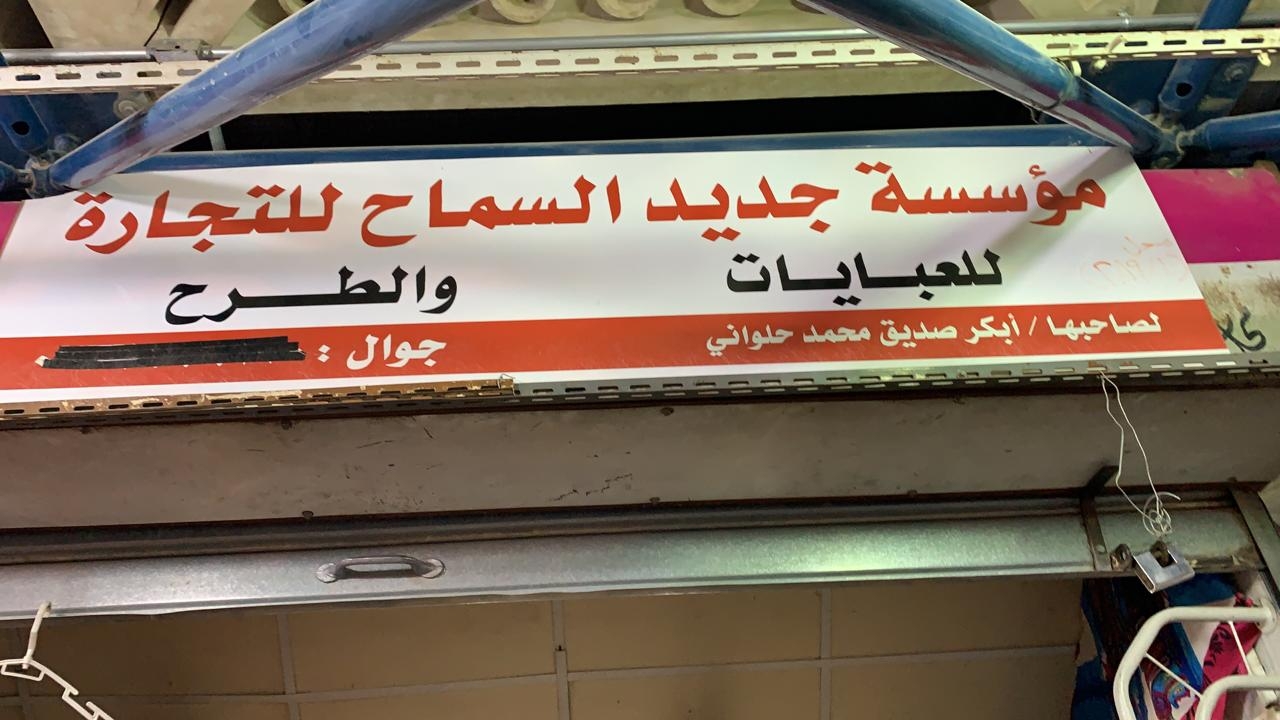 مؤسسة جديد السماح للتجارة
للعبايات والطرح
لصاحبها / أبكر صديق محمد حلواني
جوال :